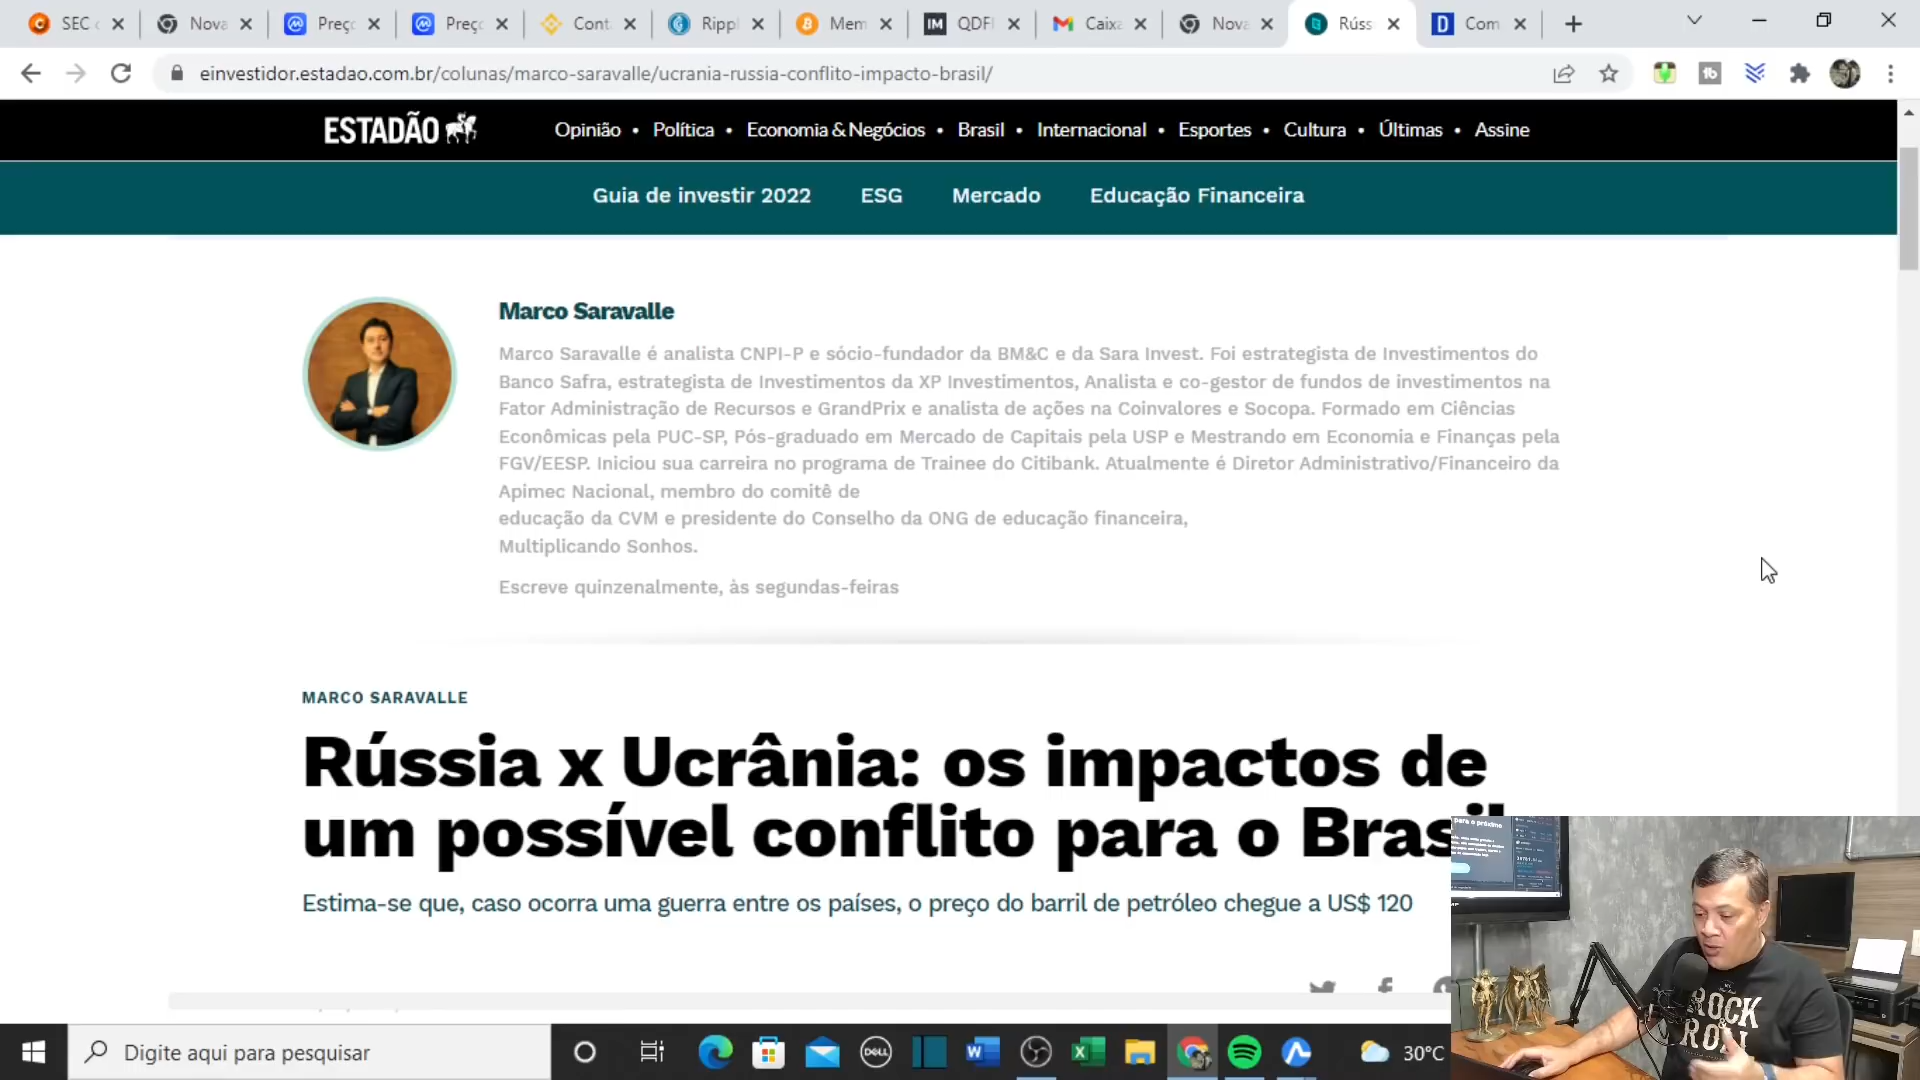 SEC
Nova
Preço
Preço
Cont
Ripp
Mem
QDF
Caixa
Nova
Rúss
Com
einvestidor.estadao.com.br/colunas/marco-saravalle/ucrania-russia-conflito-impacto-brasil/
ESTADÃO
Opinião • Política • Economia & Negócios • Brasil • Internacional • Esportes • Cultura • Últimas • Assine
Guia de investir 2022 ESG Mercado Educação Financeira
Marco Saravalle
Marco Saravalle é analista CNPI-P e sócio-fundador da BM&C e da Sara Invest. Foi estrategista de Investimentos do
Banco Safra, estrategista de Investimentos da XP Investimentos, Analista e co-gestor de fundos de investimentos na
Fator Administração de Recursos e GrandPrix e analista de ações na Coinvalores e Socopa. Formado em Ciências
Econômicas pela PUC-SP, Pós-graduado em Mercado de Capitais pela USP e Mestrando em Economia e Finanças pela
FGV/EESP. Iniciou sua carreira no programa de Trainee do Citibank. Atualmente é Diretor Administrativo/Financeiro da
Apimec Nacional, membro do comitê de
educação da CVM e presidente do Conselho da ONG de educação financeira,
Multiplicando Sonhos.
Escreve quinzenalmente, às segundas-feiras
MARCO SARAVALLE
Rússia x Ucrânia: os impactos de
um possível conflito para o Brasil
Estima-se que, caso ocorra uma guerra entre os países, o preço do barril de petróleo chegue a US$ 120
para o próximo
ROCK
&
ROLL
Digite aqui para pesquisar
DELL
30°C